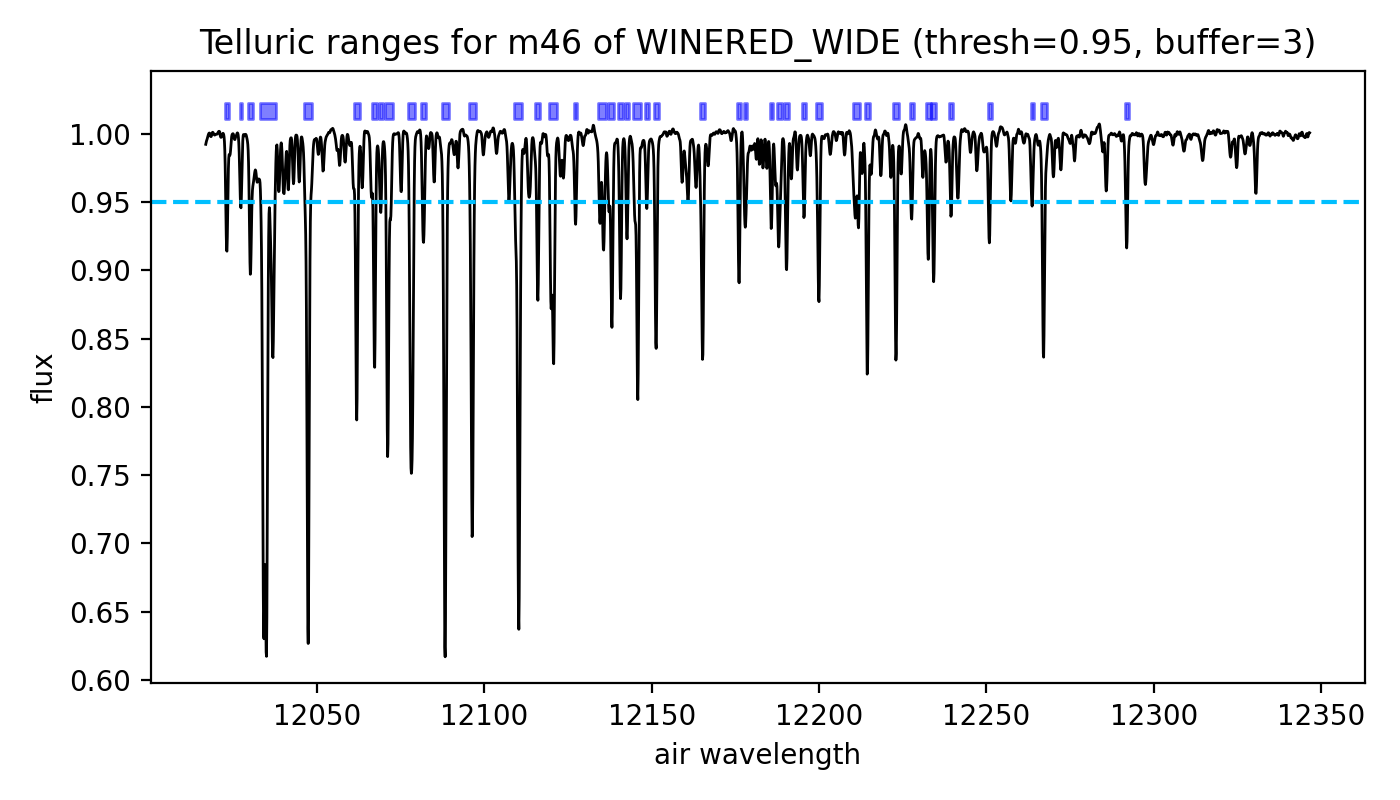 Telluric ranges for m46 of WINERED_WIDE (thresh=0.95, buffer=3)
1.00
0.95
0.90
0.85
0.80
0.75
0.70
0.65
0.60
flux
12050 12100 12150 12200 12250 12300 12350
air wavelength